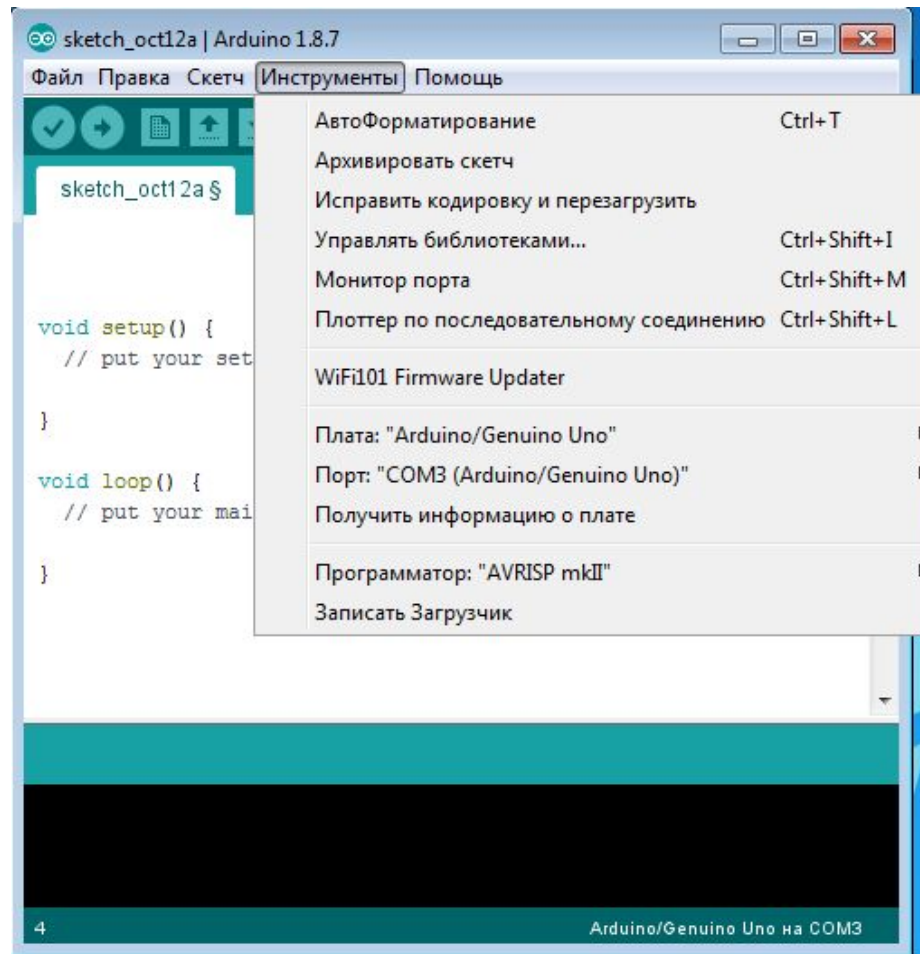 sketch_oct12a | Arduino 1.8.7
Файл Правка Скетч Инструменты Помощь
АвтоФорматирование Ctrl+T
Архивировать скетч
Исправить кодировку и перезагрузить
Управлять библиотеками... Ctrl+Shift+I
Монитор порта Ctrl+Shift+M
Плоттер по последовательному соединению Ctrl+Shift+L
WiFi101 Firmware Updater
Плата: "Arduino/Genuino Uno"
Порт: "COM3 (Arduino/Genuino Uno)"
Получить информацию о плате
Программатор: "AVRISP mkII"
Записать Загрузчик
sketch_oct12a §
void setup() {
// put your set
}
void loop() {
// put your mai
}
4 Arduino/Genuino Uno на COM3